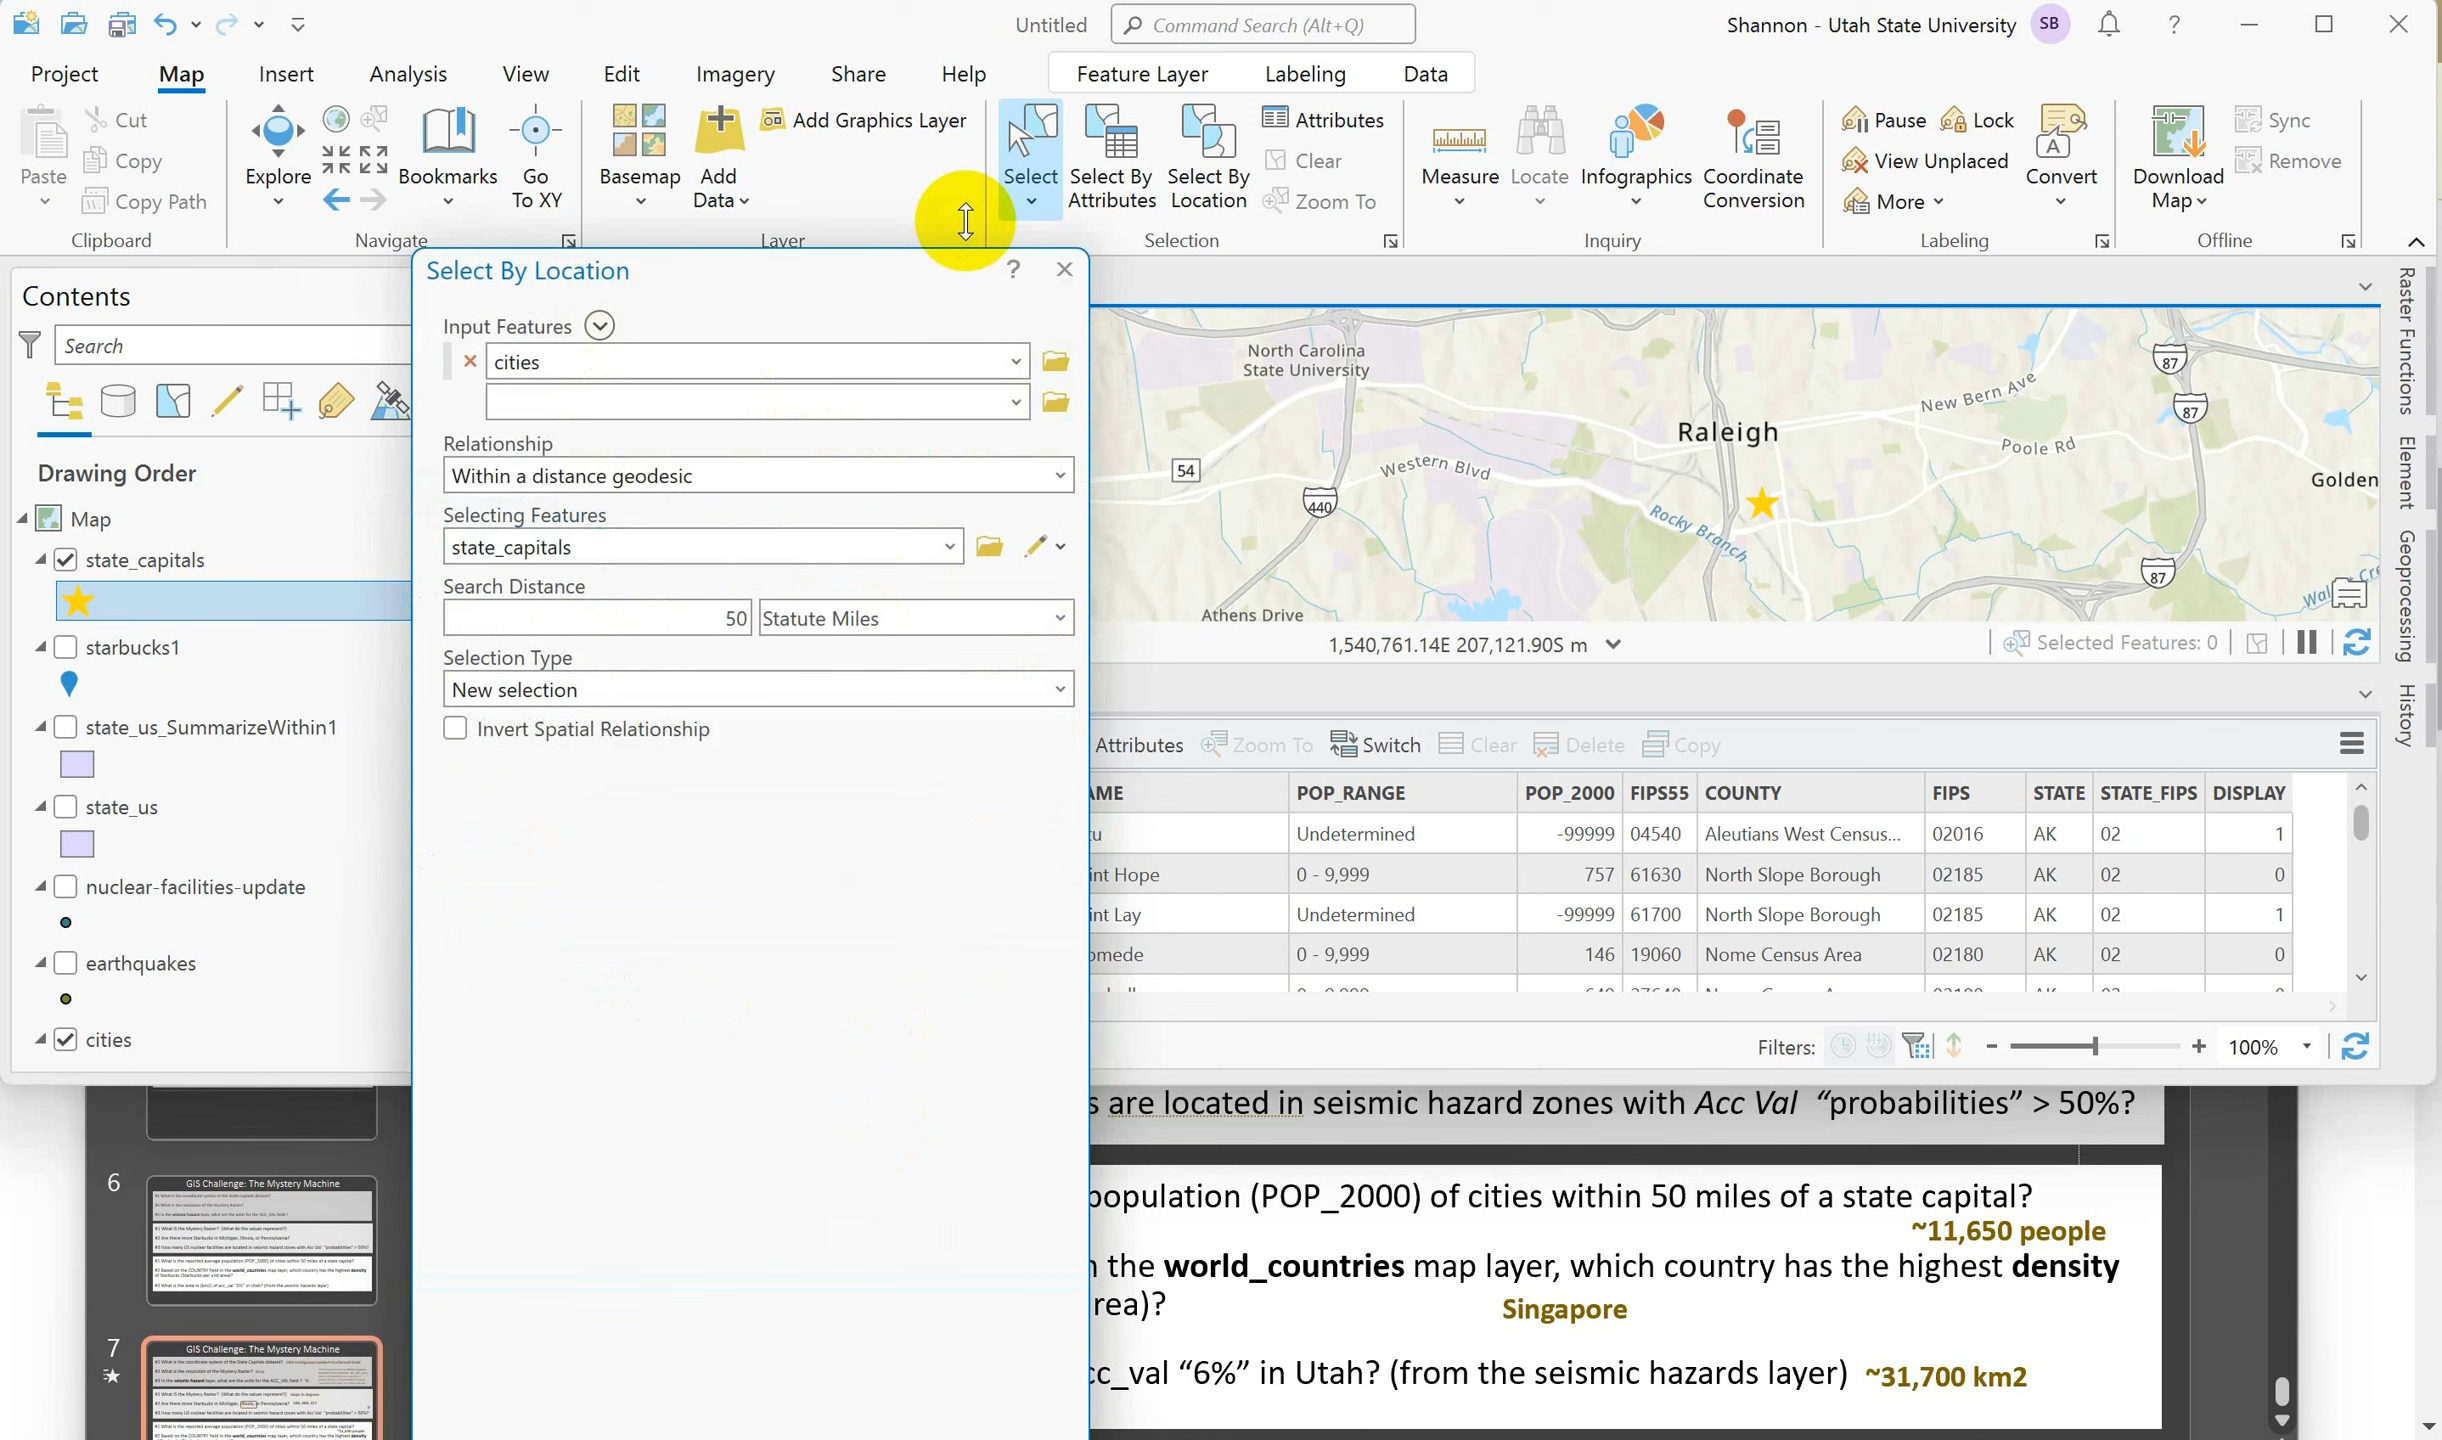 Untitled
Command Search (Alt+Q)
Shannon - Utah State University
SB
?
Project
Map
Insert
Analysis
View
Edit
Imagery
Share
Help
Feature Layer
Labeling
Data
Paste
Cut
Copy
Copy Path
Clipboard
Explore
Bookmarks
Go
To XY
Navigate
Basemap
Add
Data
Add Graphics Layer
Layer
Select
Select By
Attributes
Select By
Location
Attributes
Clear
Zoom To
Selection
Measure
Locate
Infographics
Coordinate
Conversion
Inquiry
Pause
Lock
View Unplaced
More
Convert
Labeling
Download
Map
Sync
Remove
Offline
Contents
Search
Drawing Order
Map
state_capitals
starbucks1
state_us_SummarizeWithin1
state_us
nuclear-facilities-update
earthquakes
cities
Select By Location
?
Input Features
cities
Relationship
Within a distance geodesic
Selecting Features
state_capitals
Search Distance
50
Statute Miles
Selection Type
New selection
Invert Spatial Relationship
North Carolina
State University
Raleigh
New Bern Ave
Poole Rd
Golden
Western Blvd
Rocky Branch
Athens Drive
54
440
87
87
87
1,540,761.14E 207,121.90S m
Selected Features: 0
Raster Functions
Element
Geoprocessing
History
Attributes
Zoom To
Switch
Clear
Delete
Copy
AME POP_RANGE POP_2000 FIPS55 COUNTY FIPS STATE STATE_FIPS DISPLAY
u Undetermined -99999 04540 Aleutians West Census... 02016 AK 02 1
int Hope 0 - 9,999 757 61630 North Slope Borough 02185 AK 02 0
int Lay Undetermined -99999 61700 North Slope Borough 02185 AK 02 1
omede 0 - 9,999 146 19060 Nome Census Area 02180 AK 02 0
Filters:
100%
s are located in seismic hazard zones with Acc Val “probabilities” > 50%?
population (POP_2000) of cities within 50 miles of a state capital?
~11,650 people
n the world_countries map layer, which country has the highest density
rea)?
Singapore
cc_val “6%” in Utah? (from the seismic hazards layer) ~31,700 km2
6
GIS Challenge: The Mystery Machine
7
GIS Challenge: The Mystery Machine